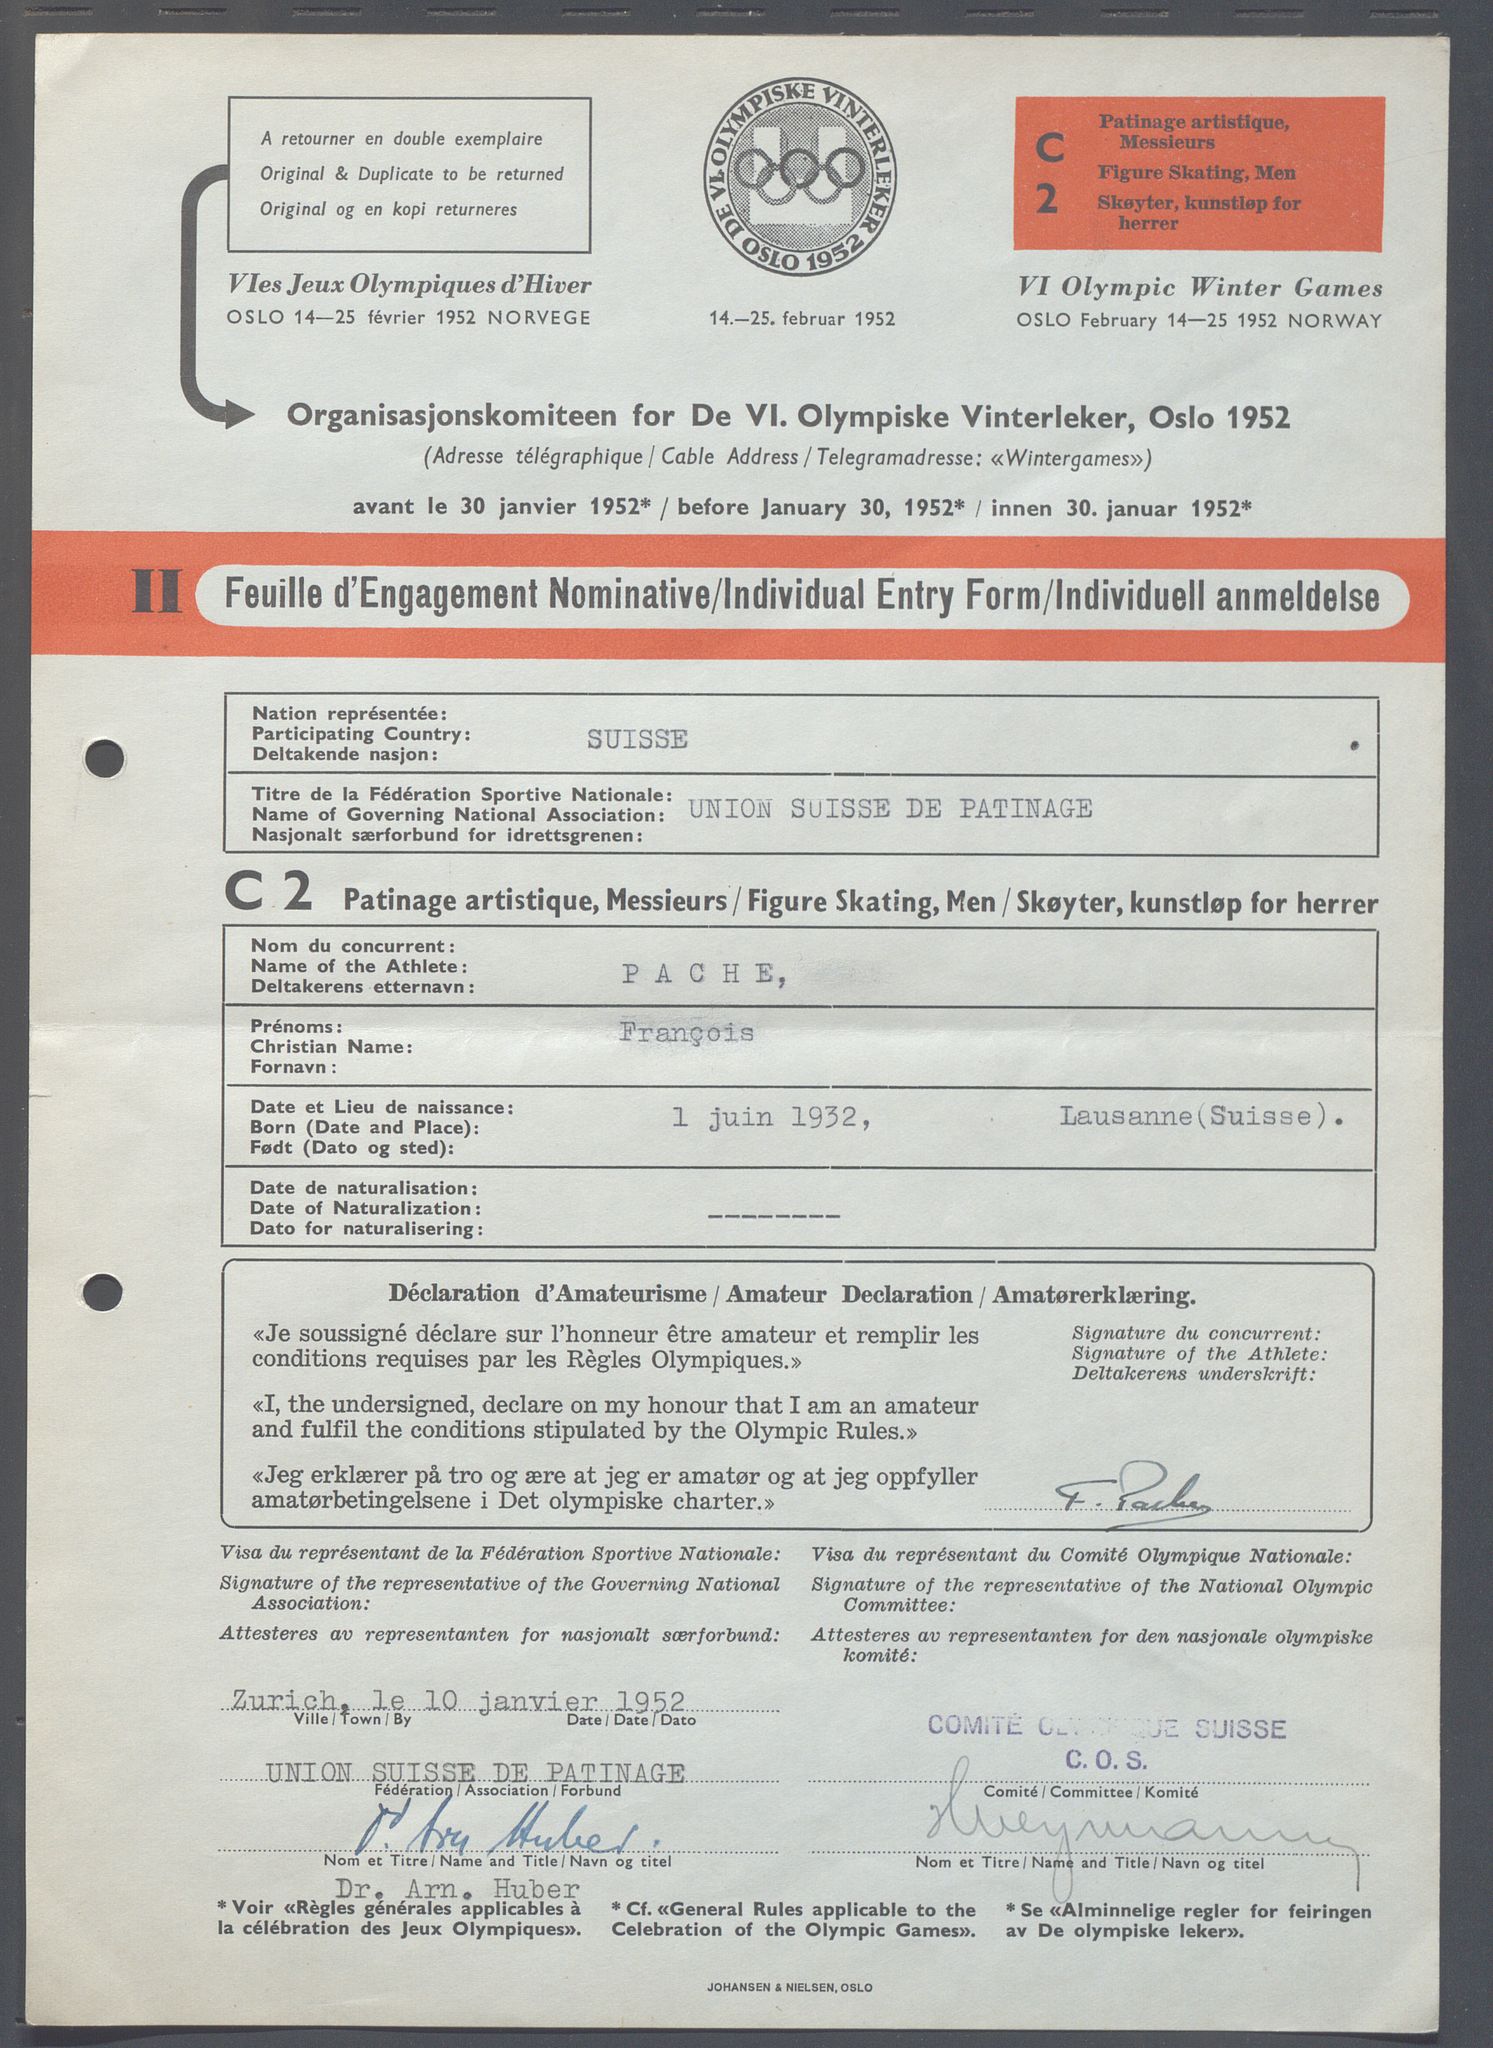 A retourner en double exemplaire
Original & Duplicate to be returned
Original og en kopi returneres
DE VI. OLYMPISKE VINTERLEKER
OSLO 1952
C
2
Patinage artistique,
Messieurs
Figure Skating, Men
Skøyter, kunstløp for
herrer
VIes Jeux Olympiques d'Hiver
OSLO 14—25 février 1952 NORVEGE
14.—25. februar 1952
VI Olympic Winter Games
OSLO February 14—25 1952 NORWAY
Organisasjonskomiteen for De VI. Olympiske Vinterleker, Oslo 1952
(Adresse télégraphique / Cable Address / Telegramadresse: «Wintergames»)
avant le 30 janvier 1952* / before January 30, 1952* / innen 30. januar 1952*
II Feuille d'Engagement Nominative/Individual Entry Form/Individuell anmeldelse
Nation représentée:
Participating Country:
Deltakende nasjon:
SUISSE
Titre de la Fédération Sportive Nationale:
Name of Governing National Association:
Nasjonalt særforbund for idrettsgrenen:
UNION SUISSE DE PATINAGE
C 2 Patinage artistique, Messieurs / Figure Skating, Men / Skøyter, kunstløp for herrer
Nom du concurrent:
Name of the Athlete:
Deltakerens etternavn:
P A C H E,
Prénoms:
Christian Name:
Fornavn:
François
Date et Lieu de naissance:
Born (Date and Place):
Født (Dato og sted):
1 juin 1932, Lausanne(Suisse).
Date de naturalisation:
Date of Naturalization:
Dato for naturalisering:
--------
Déclaration d'Amateurisme / Amateur Declaration / Amatørerklæring.
«Je soussigné déclare sur l'honneur être amateur et remplir les
conditions requises par les Règles Olympiques.»
«I, the undersigned, declare on my honour that I am an amateur
and fulfil the conditions stipulated by the Olympic Rules.»
«Jeg erklærer på tro og ære at jeg er amatør og at jeg oppfyller
amatørbetingelsene i Det olympiske charter.»
Signature du concurrent:
Signature of the Athlete:
Deltakerens underskrift:
F. Pache
Visa du représentant de la Fédération Sportive Nationale:
Signature of the representative of the Governing National
Association:
Attesteres av representanten for nasjonalt særforbund:
Visa du représentant du Comité Olympique Nationale:
Signature of the representative of the National Olympic
Committee:
Attesteres av representanten for den nasjonale olympiske
komité:
Zurich, le 10 janvier 1952
Ville / Town / By Date / Date / Dato
UNION SUISSE DE PATINAGE
Fédération / Association / Forbund
Huber.
Nom et Titre / Name and Title / Navn og titel
Dr. Arn. Huber
COMITÉ OLYMPIQUE SUISSE
C. O. S.
Comité / Committee / Komité
Nom et Titre / Name and Title / Navn og titel
* Voir «Règles générales applicables à
la célébration des Jeux Olympiques».
* Cf. «General Rules applicable to the
Celebration of the Olympic Games».
* Se «Alminnelige regler for feiringen
av De olympiske leker».
JOHANSEN & NIELSEN, OSLO